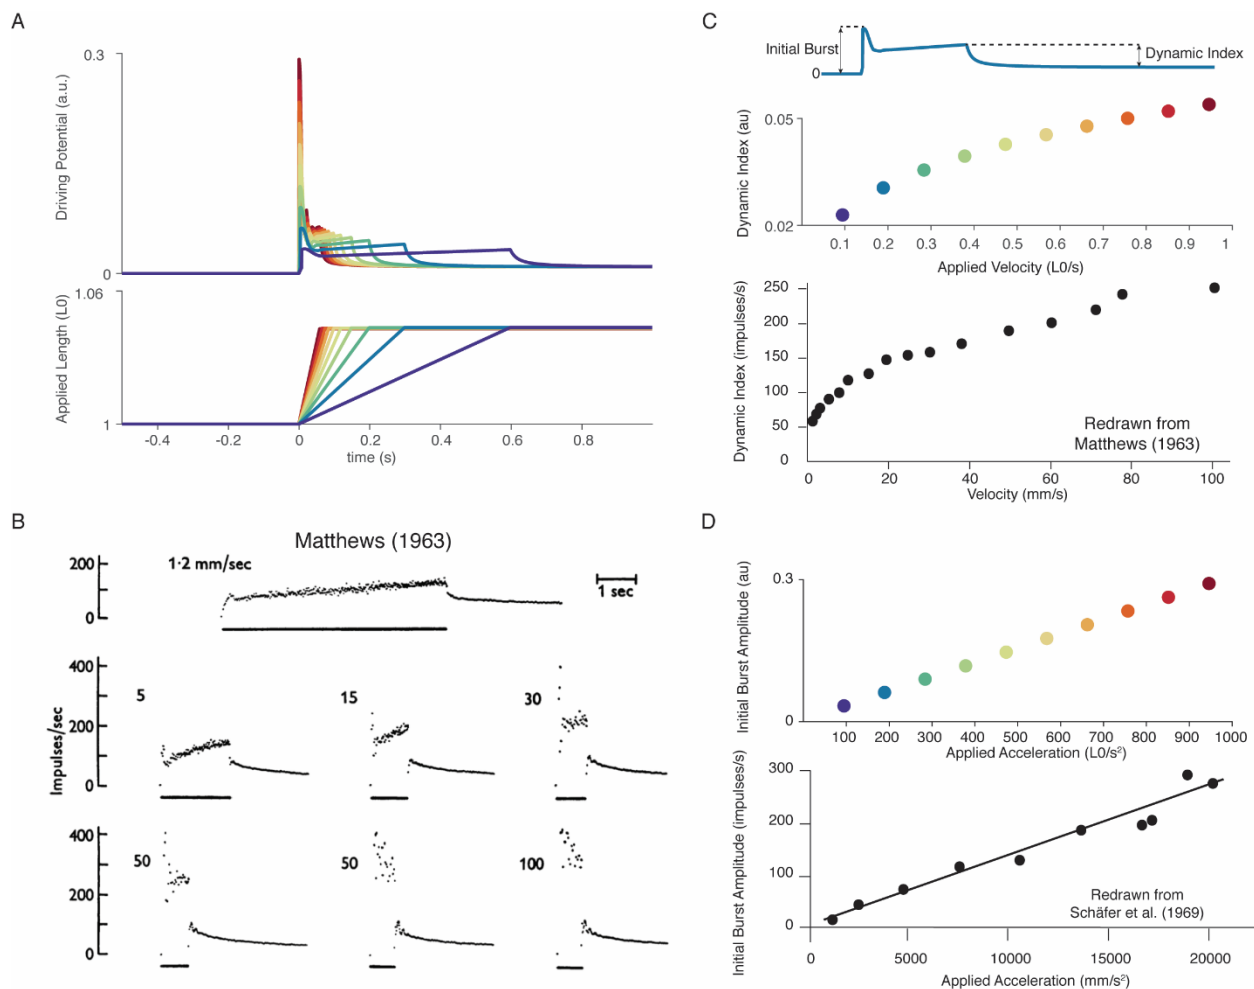 A
0.3
Driving Potential (a.u.)
0
1.06
Applied Length (L0)
1
-0.4
-0.2
0
0.2
0.4
0.6
0.8
time (s)
B
Matthews (1963)
200
0
1·2 mm/sec
1 sec
Impulses/sec
400
200
0
5
15
30
400
200
0
50
50
100
C
Initial Burst
0
Dynamic Index
Dynamic Index (au)
0.05
0.02
0.1
0.2
0.3
0.4
0.5
0.6
0.7
0.8
0.9
1
Applied Velocity (L0/s)
Dynamic Index (impulses/s)
250
200
150
100
50
0
Redrawn from
Matthews (1963)
0
20
40
60
80
100
Velocity (mm/s)
D
Initial Burst Amplitude (au)
0.3
0
100
200
300
400
500
600
700
800
900
1000
Applied Acceleration (L0/s²)
Initial Burst Amplitude (impulses/s)
300
200
100
0
Redrawn from
Schäfer et al. (1969)
0
5000
10000
15000
20000
Applied Acceleration (mm/s²)